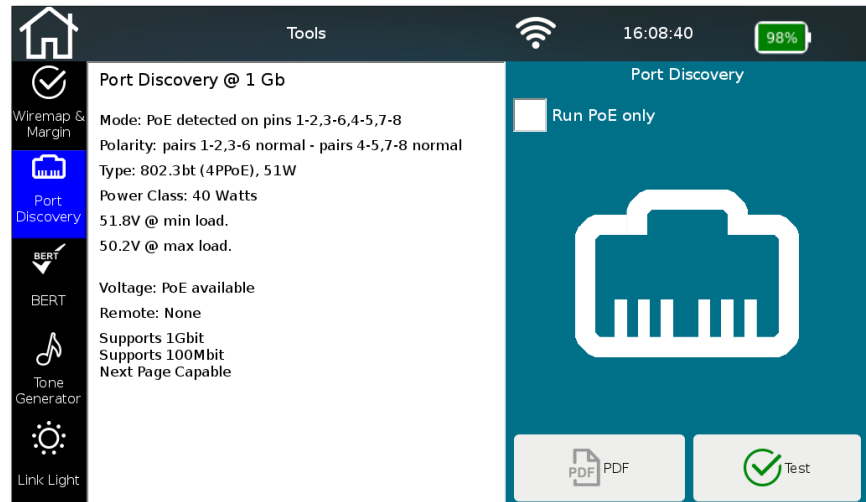 Tools
16:08:40
98%
Wiremap &
Margin
Port
Discovery
BERT
BERT
Tone
Generator
Link Light
Port Discovery @ 1 Gb
Mode: PoE detected on pins 1-2,3-6,4-5,7-8
Polarity: pairs 1-2,3-6 normal - pairs 4-5,7-8 normal
Type: 802.3bt (4PPoE), 51W
Power Class: 40 Watts
51.8V @ min load.
50.2V @ max load.
Voltage: PoE available
Remote: None
Supports 1Gbit
Supports 100Mbit
Next Page Capable
Port Discovery
Run PoE only
PDF PDF
Test